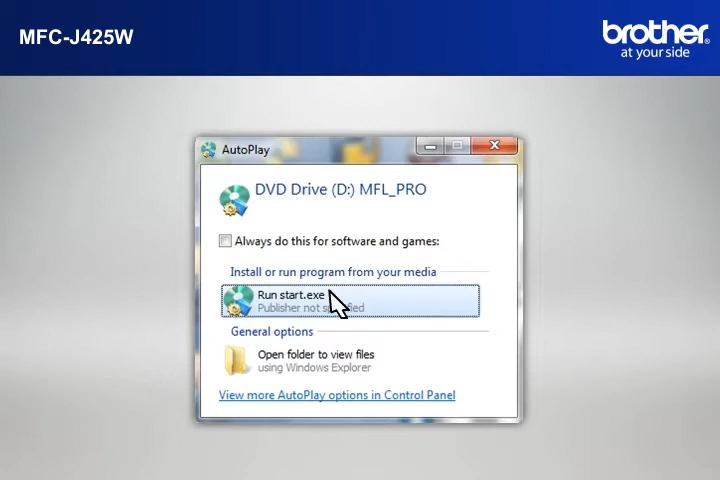 MFC-J425W
brother
at your side
AutoPlay
DVD Drive (D:) MFL_PRO
Always do this for software and games:
Install or run program from your media
Run start.exe
Publisher not specified
General options
Open folder to view files
using Windows Explorer
View more AutoPlay options in Control Panel